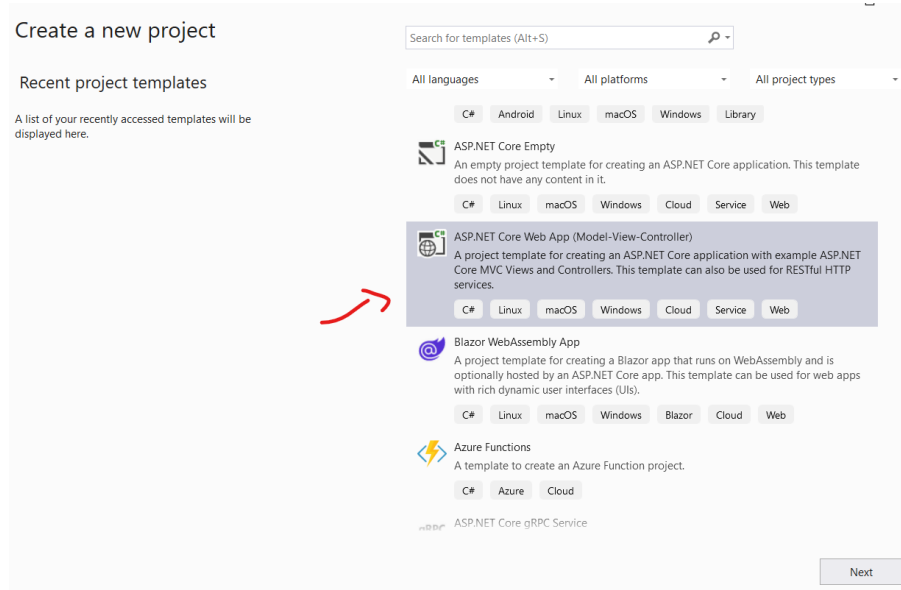 Create a new project
Search for templates (Alt+S)
Recent project templates
All languages
All platforms
All project types
A list of your recently accessed templates will be
displayed here.
C# Android Linux macOS Windows Library
C#
ASP.NET Core Empty
An empty project template for creating an ASP.NET Core application. This template
does not have any content in it.
C# Linux macOS Windows Cloud Service Web
C#
ASP.NET Core Web App (Model-View-Controller)
A project template for creating an ASP.NET Core application with example ASP.NET
Core MVC Views and Controllers. This template can also be used for RESTful HTTP
services.
C# Linux macOS Windows Cloud Service Web
@
Blazor WebAssembly App
A project template for creating a Blazor app that runs on WebAssembly and is
optionally hosted by an ASP.NET Core app. This template can be used for web apps
with rich dynamic user interfaces (UIs).
C# Linux macOS Windows Blazor Cloud Web
Azure Functions
A template to create an Azure Function project.
C# Azure Cloud
gRPC
ASP.NET Core gRPC Service
Next